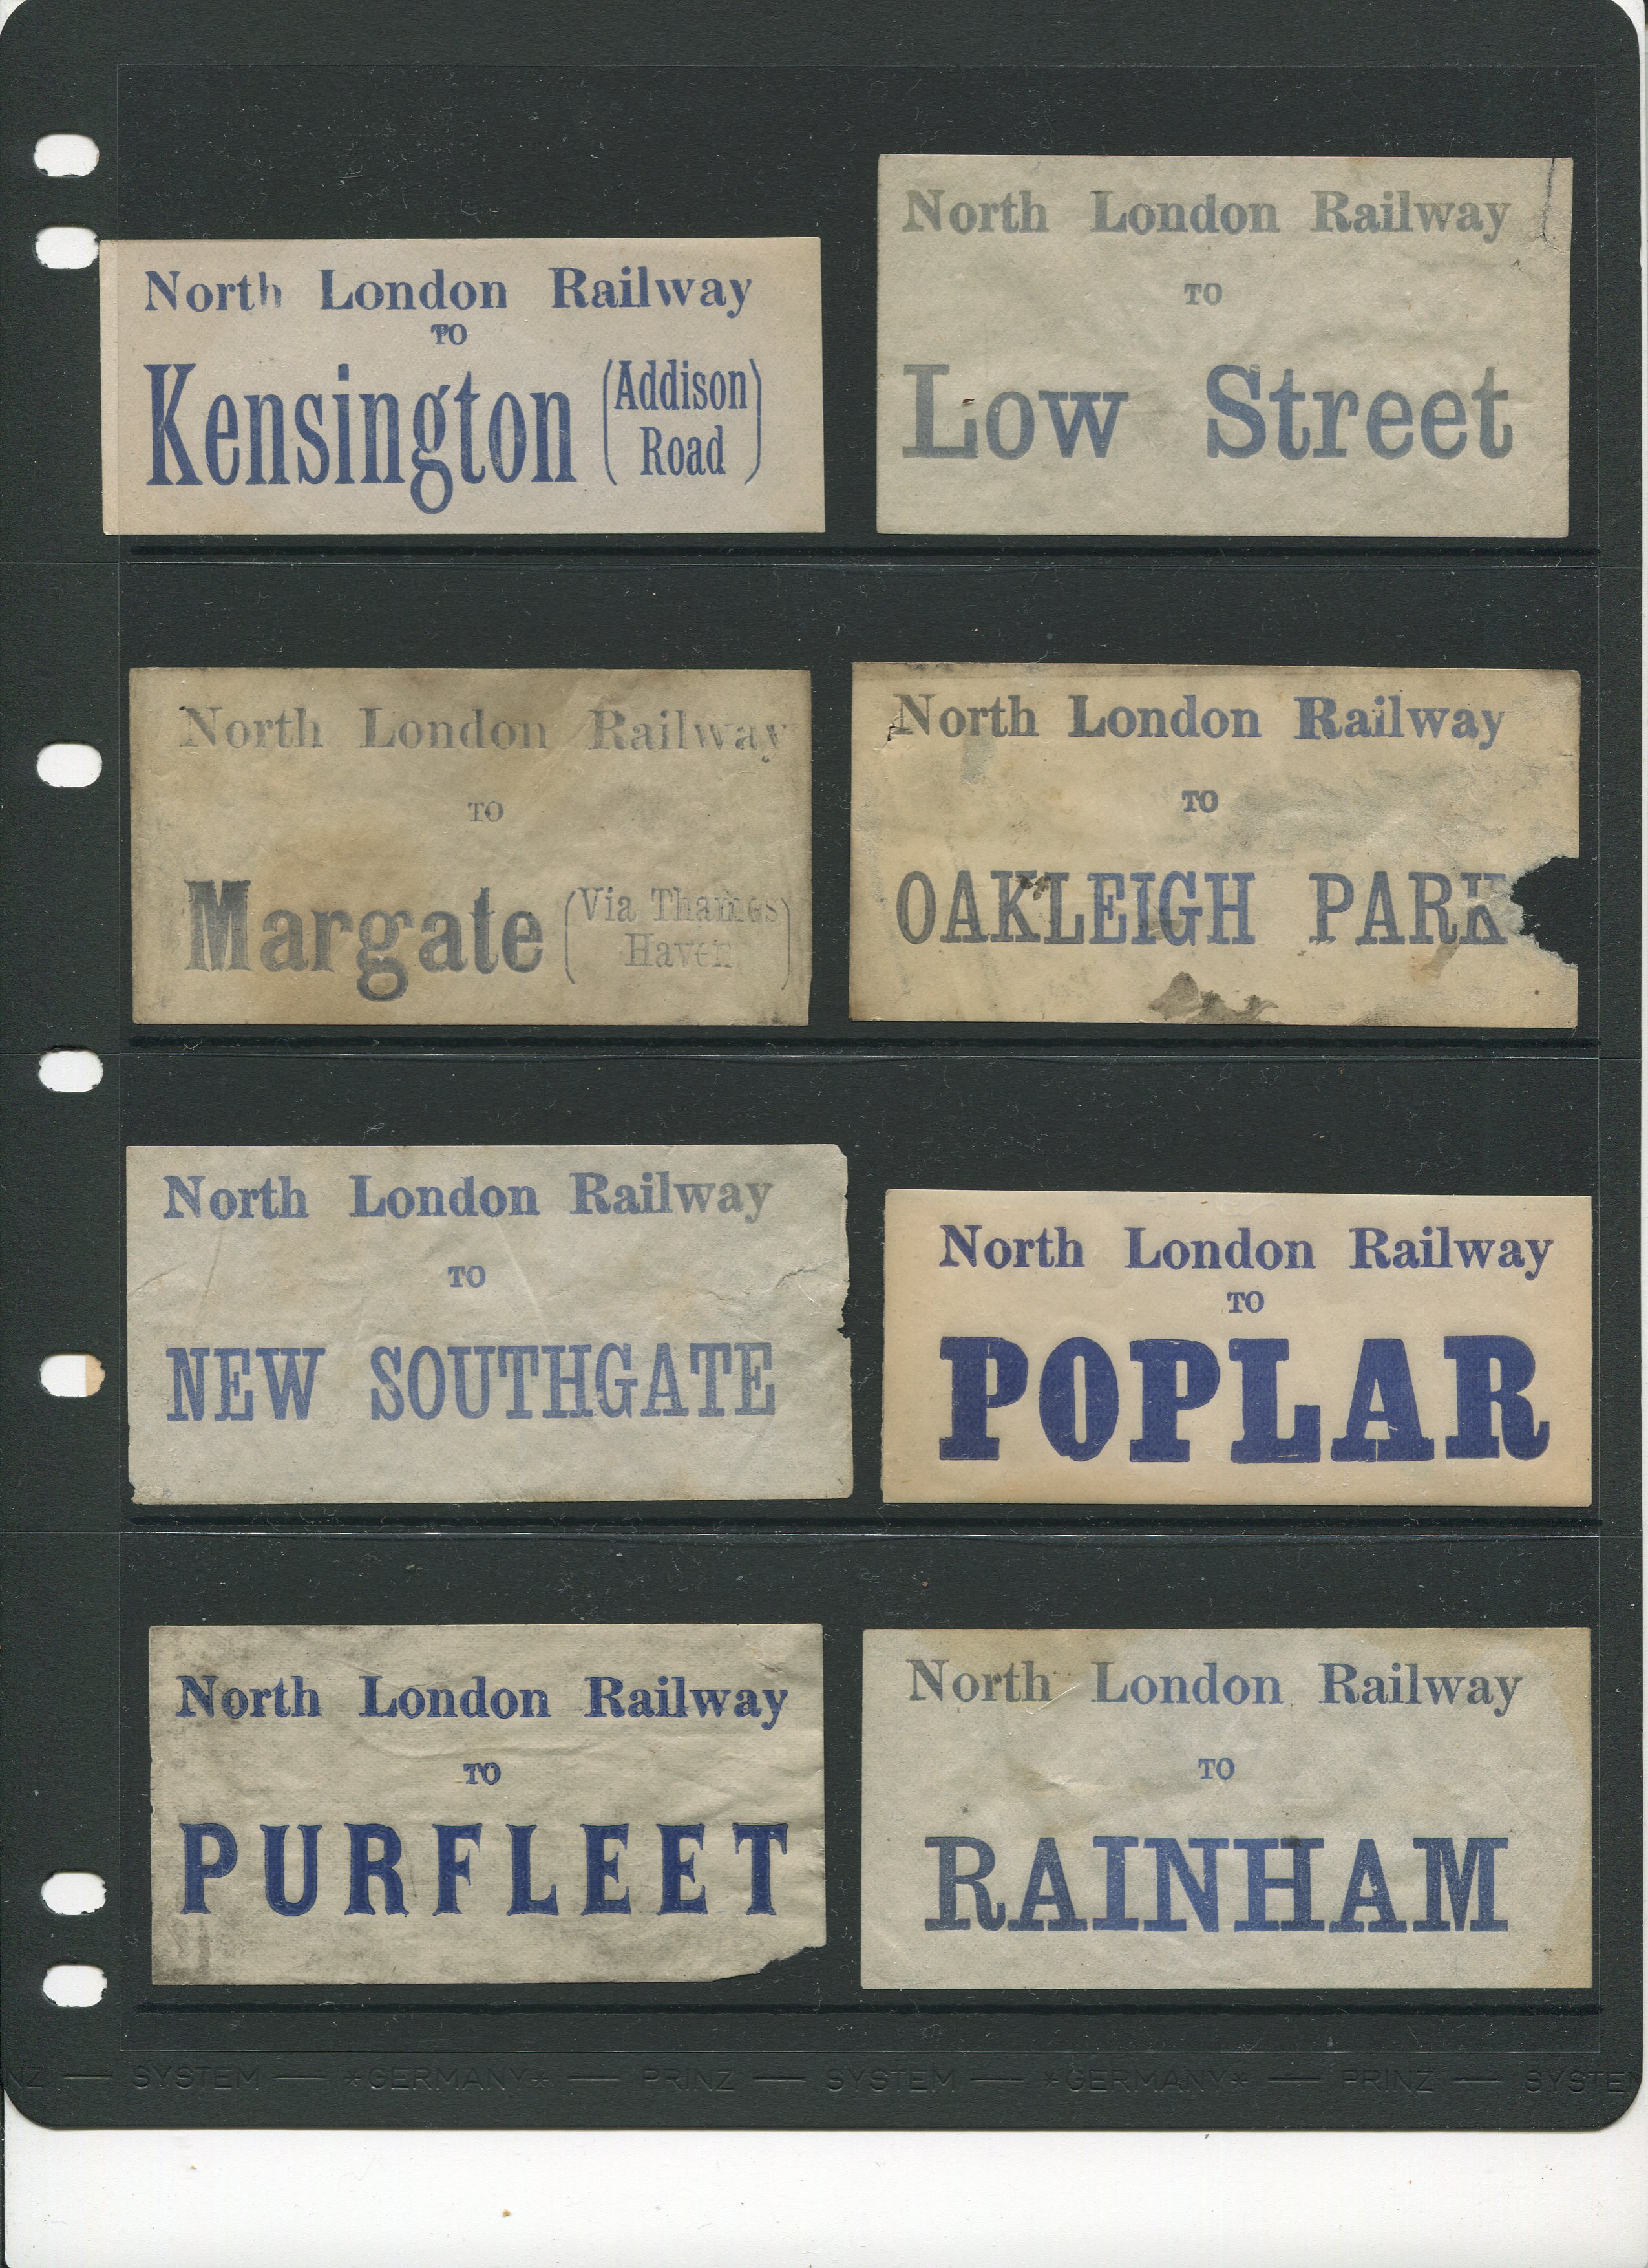 North London Railway
TO
Kensington (Addison
Road)
North London Railway
TO
Low Street
North London Railway
TO
Margate (Via Thames
Haven)
North London Railway
TO
OAKLEIGH PARK
North London Railway
TO
NEW SOUTHGATE
North London Railway
TO
POPLAR
North London Railway
TO
PURFLEET
North London Railway
TO
RAINHAM
NZ — SYSTEM — *GERMANY* — PRINZ — SYSTEM — *GERMANY* — PRINZ — SYSTE